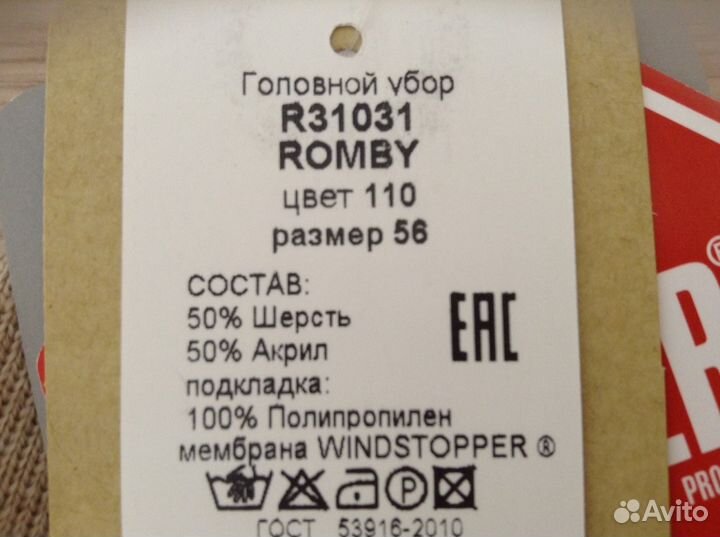 Головной убор
R31031
ROMBY
цвет 110
размер 56
СОСТАВ:
50% Шерсть
50% Акрил
подкладка:
100% Полипропилен
мембрана WINDSTOPPER ®
EAC
P
ГОСТ 53916-2010
R
PRO
Avito